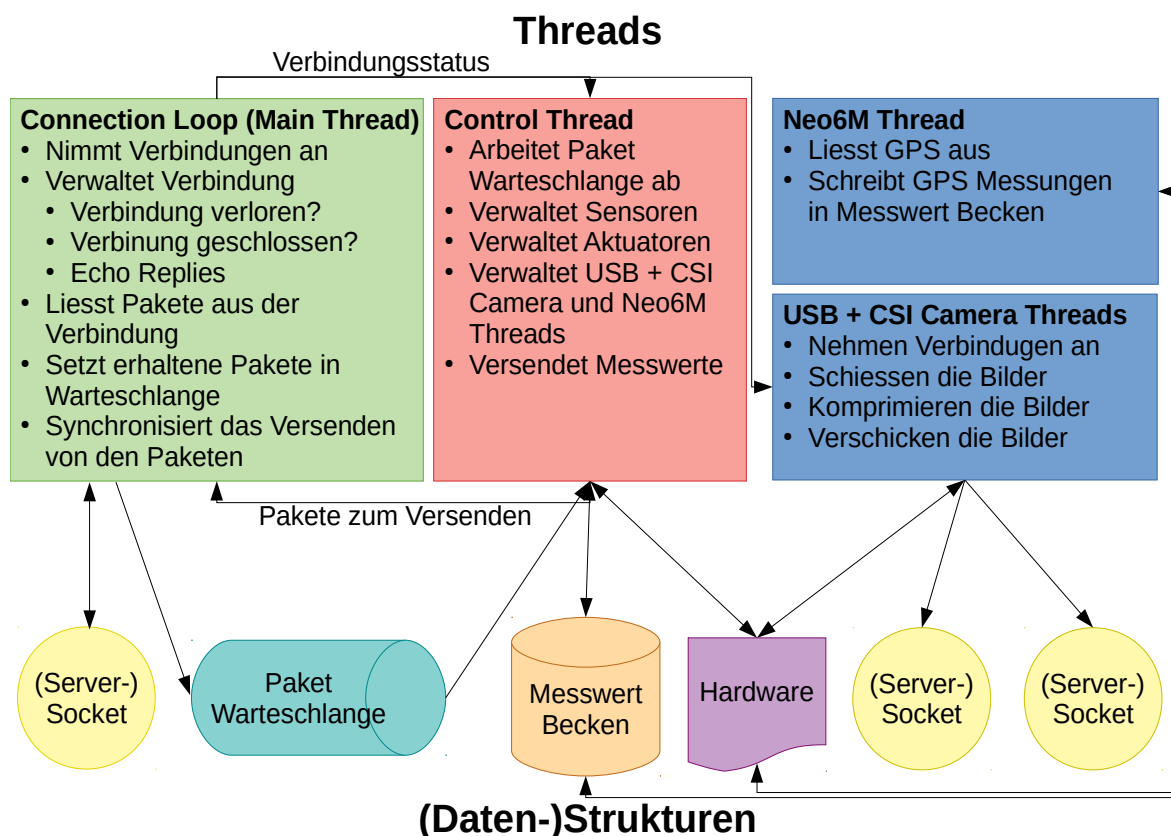 Threads
Verbindungsstatus
Connection Loop (Main Thread)
• Nimmt Verbindungen an
• Verwaltet Verbindung
• Verbindung verloren?
• Verbinung geschlossen?
• Echo Replies
• Liesst Pakete aus der
Verbindung
• Setzt erhaltene Pakete in
Warteschlange
• Synchronisiert das Versenden
von den Paketen
Control Thread
• Arbeitet Paket
Warteschlange ab
• Verwaltet Sensoren
• Verwaltet Aktuatoren
• Verwaltet USB + CSI
Camera und Neo6M
Threads
• Versendet Messwerte
Neo6M Thread
• Liesst GPS aus
• Schreibt GPS Messungen
in Messwert Becken
USB + CSI Camera Threads
• Nehmen Verbindugen an
• Schiessen die Bilder
• Komprimieren die Bilder
• Verschicken die Bilder
Pakete zum Versenden
(Server-)
Socket
Paket
Warteschlange
Messwert
Becken
Hardware
(Server-)
Socket
(Server-)
Socket
(Daten-)Strukturen